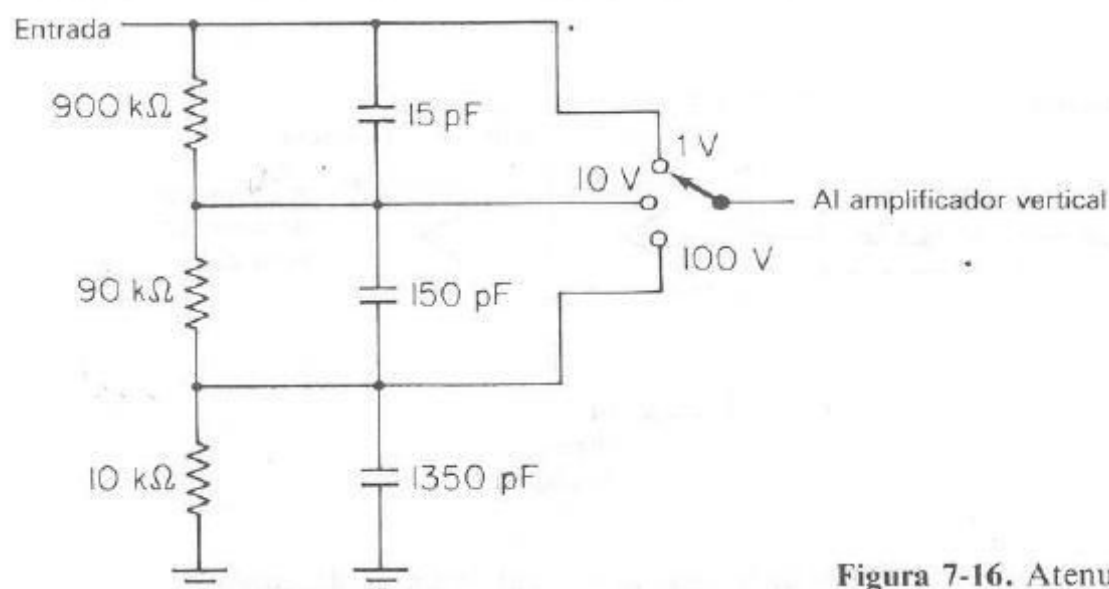 Entrada
900 kΩ
15 pF
1 V
10 V
Al amplificador vertical
100 V
90 kΩ
150 pF
10 kΩ
1350 pF
Figura 7-16. Atenu